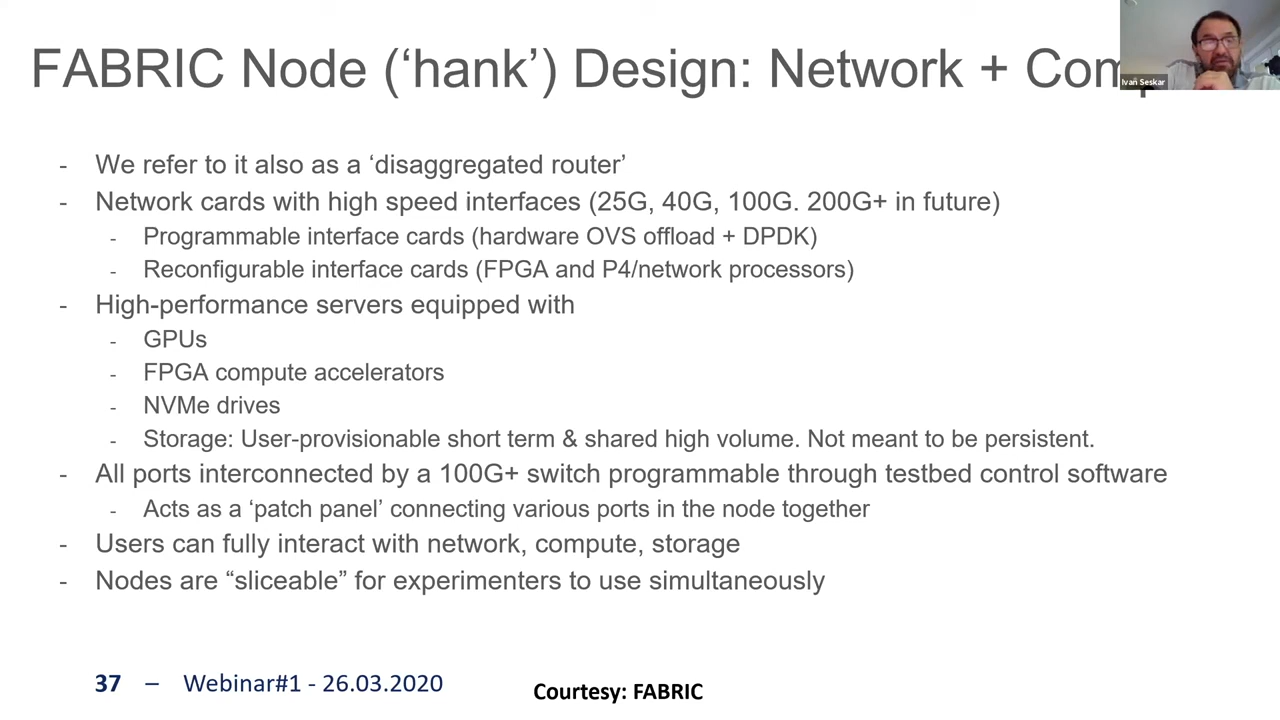 FABRIC Node (‘hank’) Design: Network + Com
Ivan Seskar
- We refer to it also as a ‘disaggregated router’
- Network cards with high speed interfaces (25G, 40G, 100G. 200G+ in future)
- Programmable interface cards (hardware OVS offload + DPDK)
- Reconfigurable interface cards (FPGA and P4/network processors)
- High-performance servers equipped with
- GPUs
- FPGA compute accelerators
- NVMe drives
- Storage: User-provisionable short term & shared high volume. Not meant to be persistent.
- All ports interconnected by a 100G+ switch programmable through testbed control software
- Acts as a ‘patch panel’ connecting various ports in the node together
- Users can fully interact with network, compute, storage
- Nodes are “sliceable” for experimenters to use simultaneously
37 – Webinar#1 - 26.03.2020
Courtesy: FABRIC